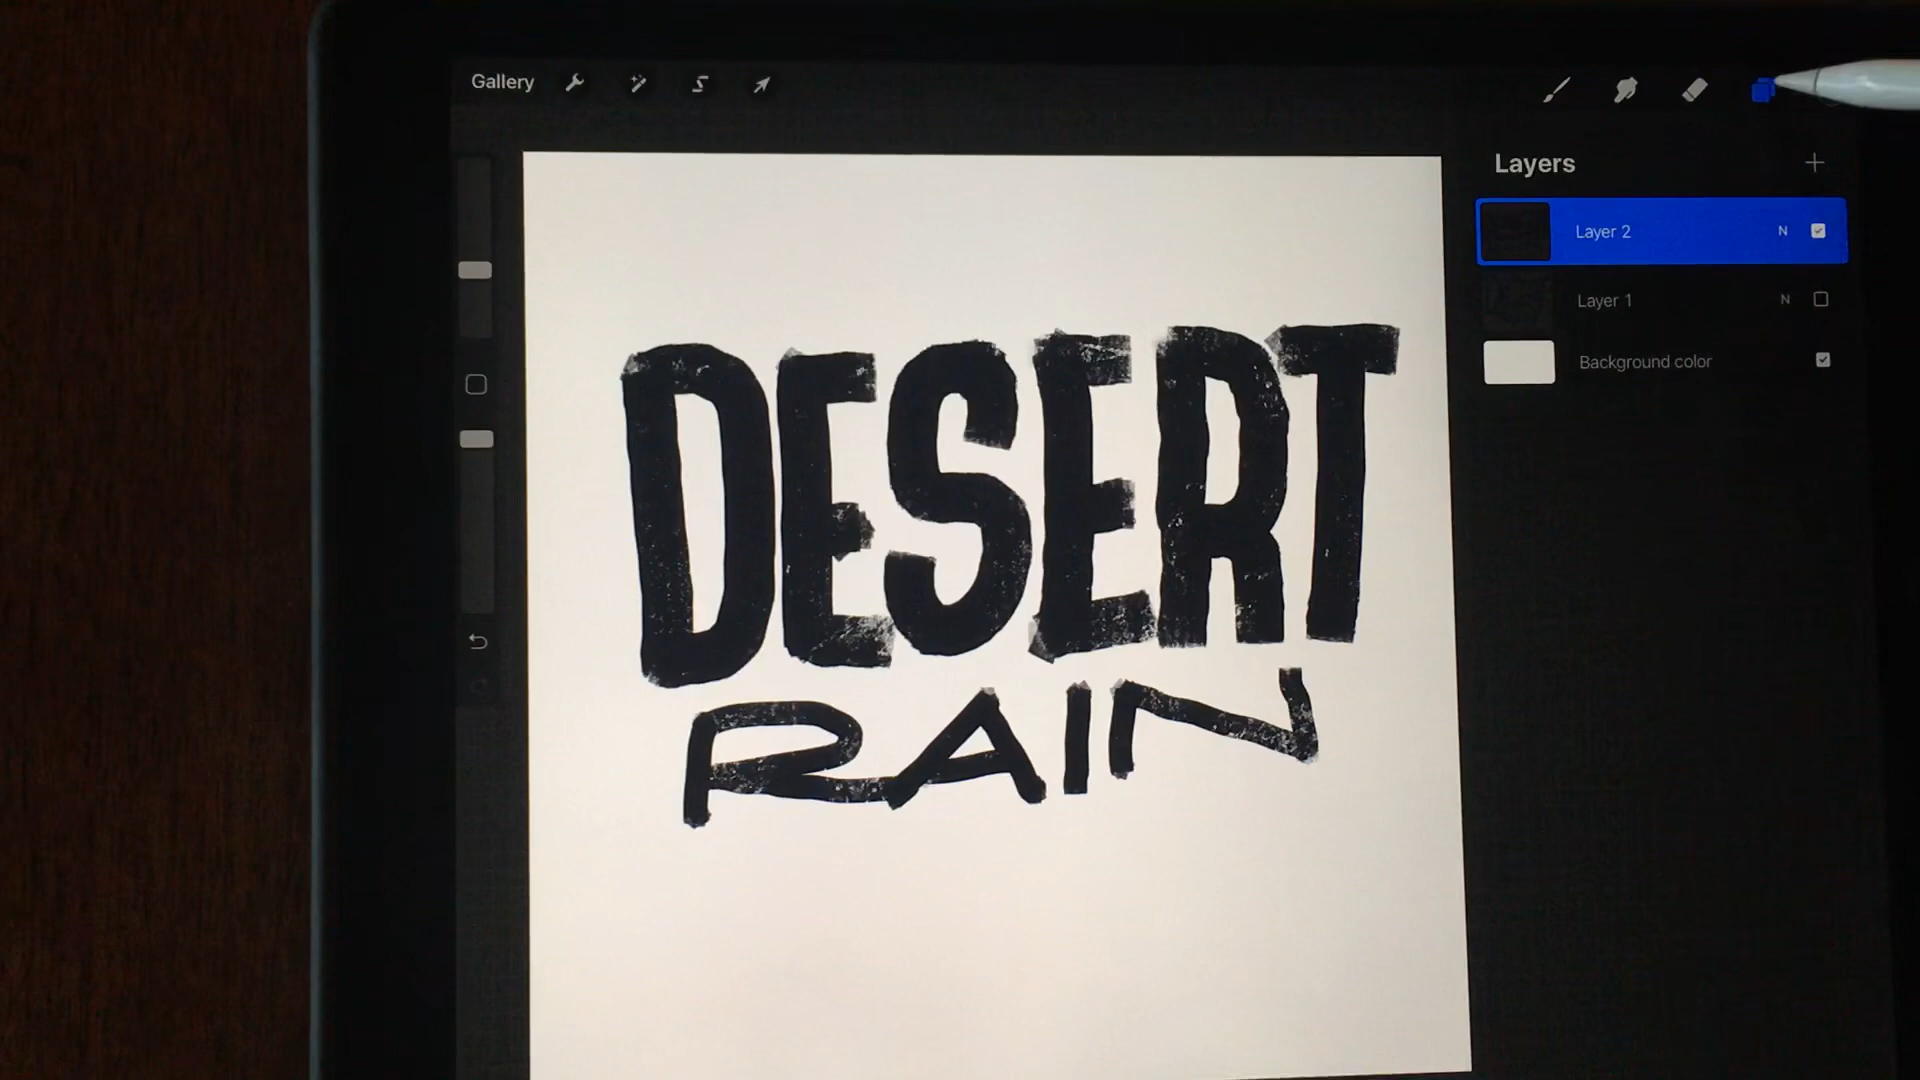 Gallery
Layers
Layer 2 N
Layer 1 N
Background color
DESERT
RAIN